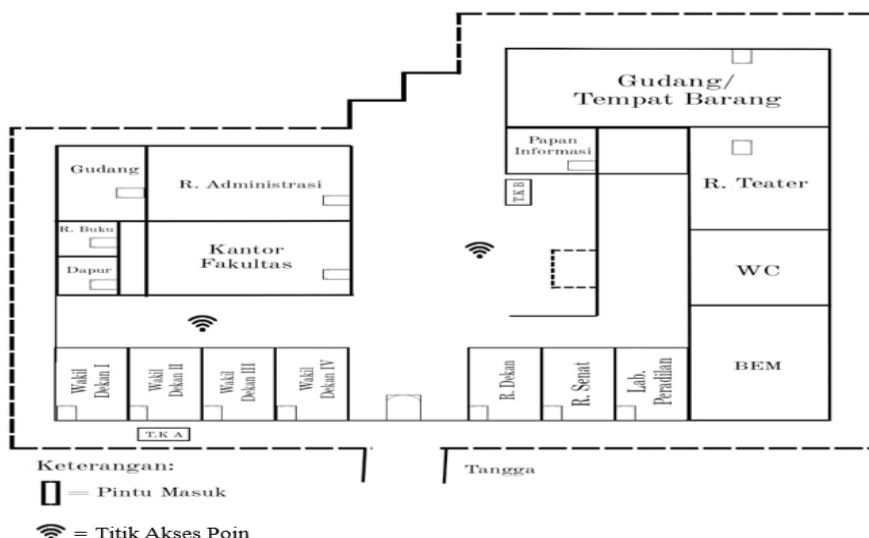 Gudang/
Tempat Barang
Papan
Informasi
Gudang
R. Administrasi
R. Teater
T.K B
R. Buku
Kantor
Fakultas
Dapur
WC
Wakil
Dekan I
Wakil
Dekan II
Wakil
Dekan III
Wakil
Dekan IV
R. Dekan
R. Senat
Lab.
Peradilan
BEM
T.K A
Keterangan:
Tangga
= Pintu Masuk
= Titik Akses Poin